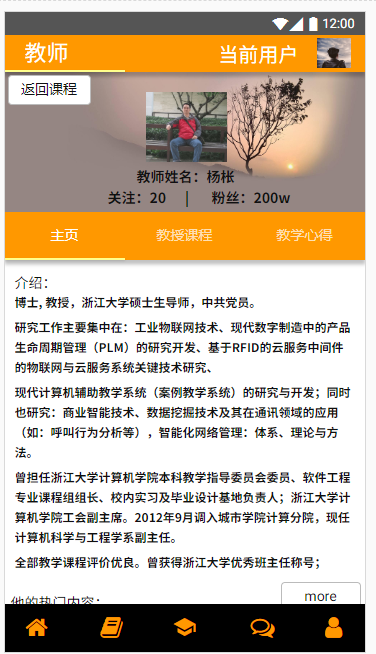 12:00
教师 当前用户
返回课程
教师姓名：杨枨
关注：20 | 粉丝：200w
主页 教授课程 教学心得
介绍：
博士, 教授，浙江大学硕士生导师，中共党员。
研究工作主要集中在：工业物联网技术、现代数字制造中的产品
生命周期管理（PLM）的研究开发、基于RFID的云服务中间件
的物联网与云服务系统关键技术研究、
现代计算机辅助教学系统（案例教学系统）的研究与开发；同时
也研究：商业智能技术、数据挖掘技术及其在通讯领域的应用
（如：呼叫行为分析等），智能化网络管理：体系、理论与方
法。
曾担任浙江大学计算机学院本科教学指导委员会委员、软件工程
专业课程组组长、校内实习及毕业设计基地负责人；浙江大学计
算机学院工会副主席。2012年9月调入城市学院计算分院，现任
计算机科学与工程学系副主任。
全部教学课程评价优良。曾获得浙江大学优秀班主任称号；
他的热门内容： more